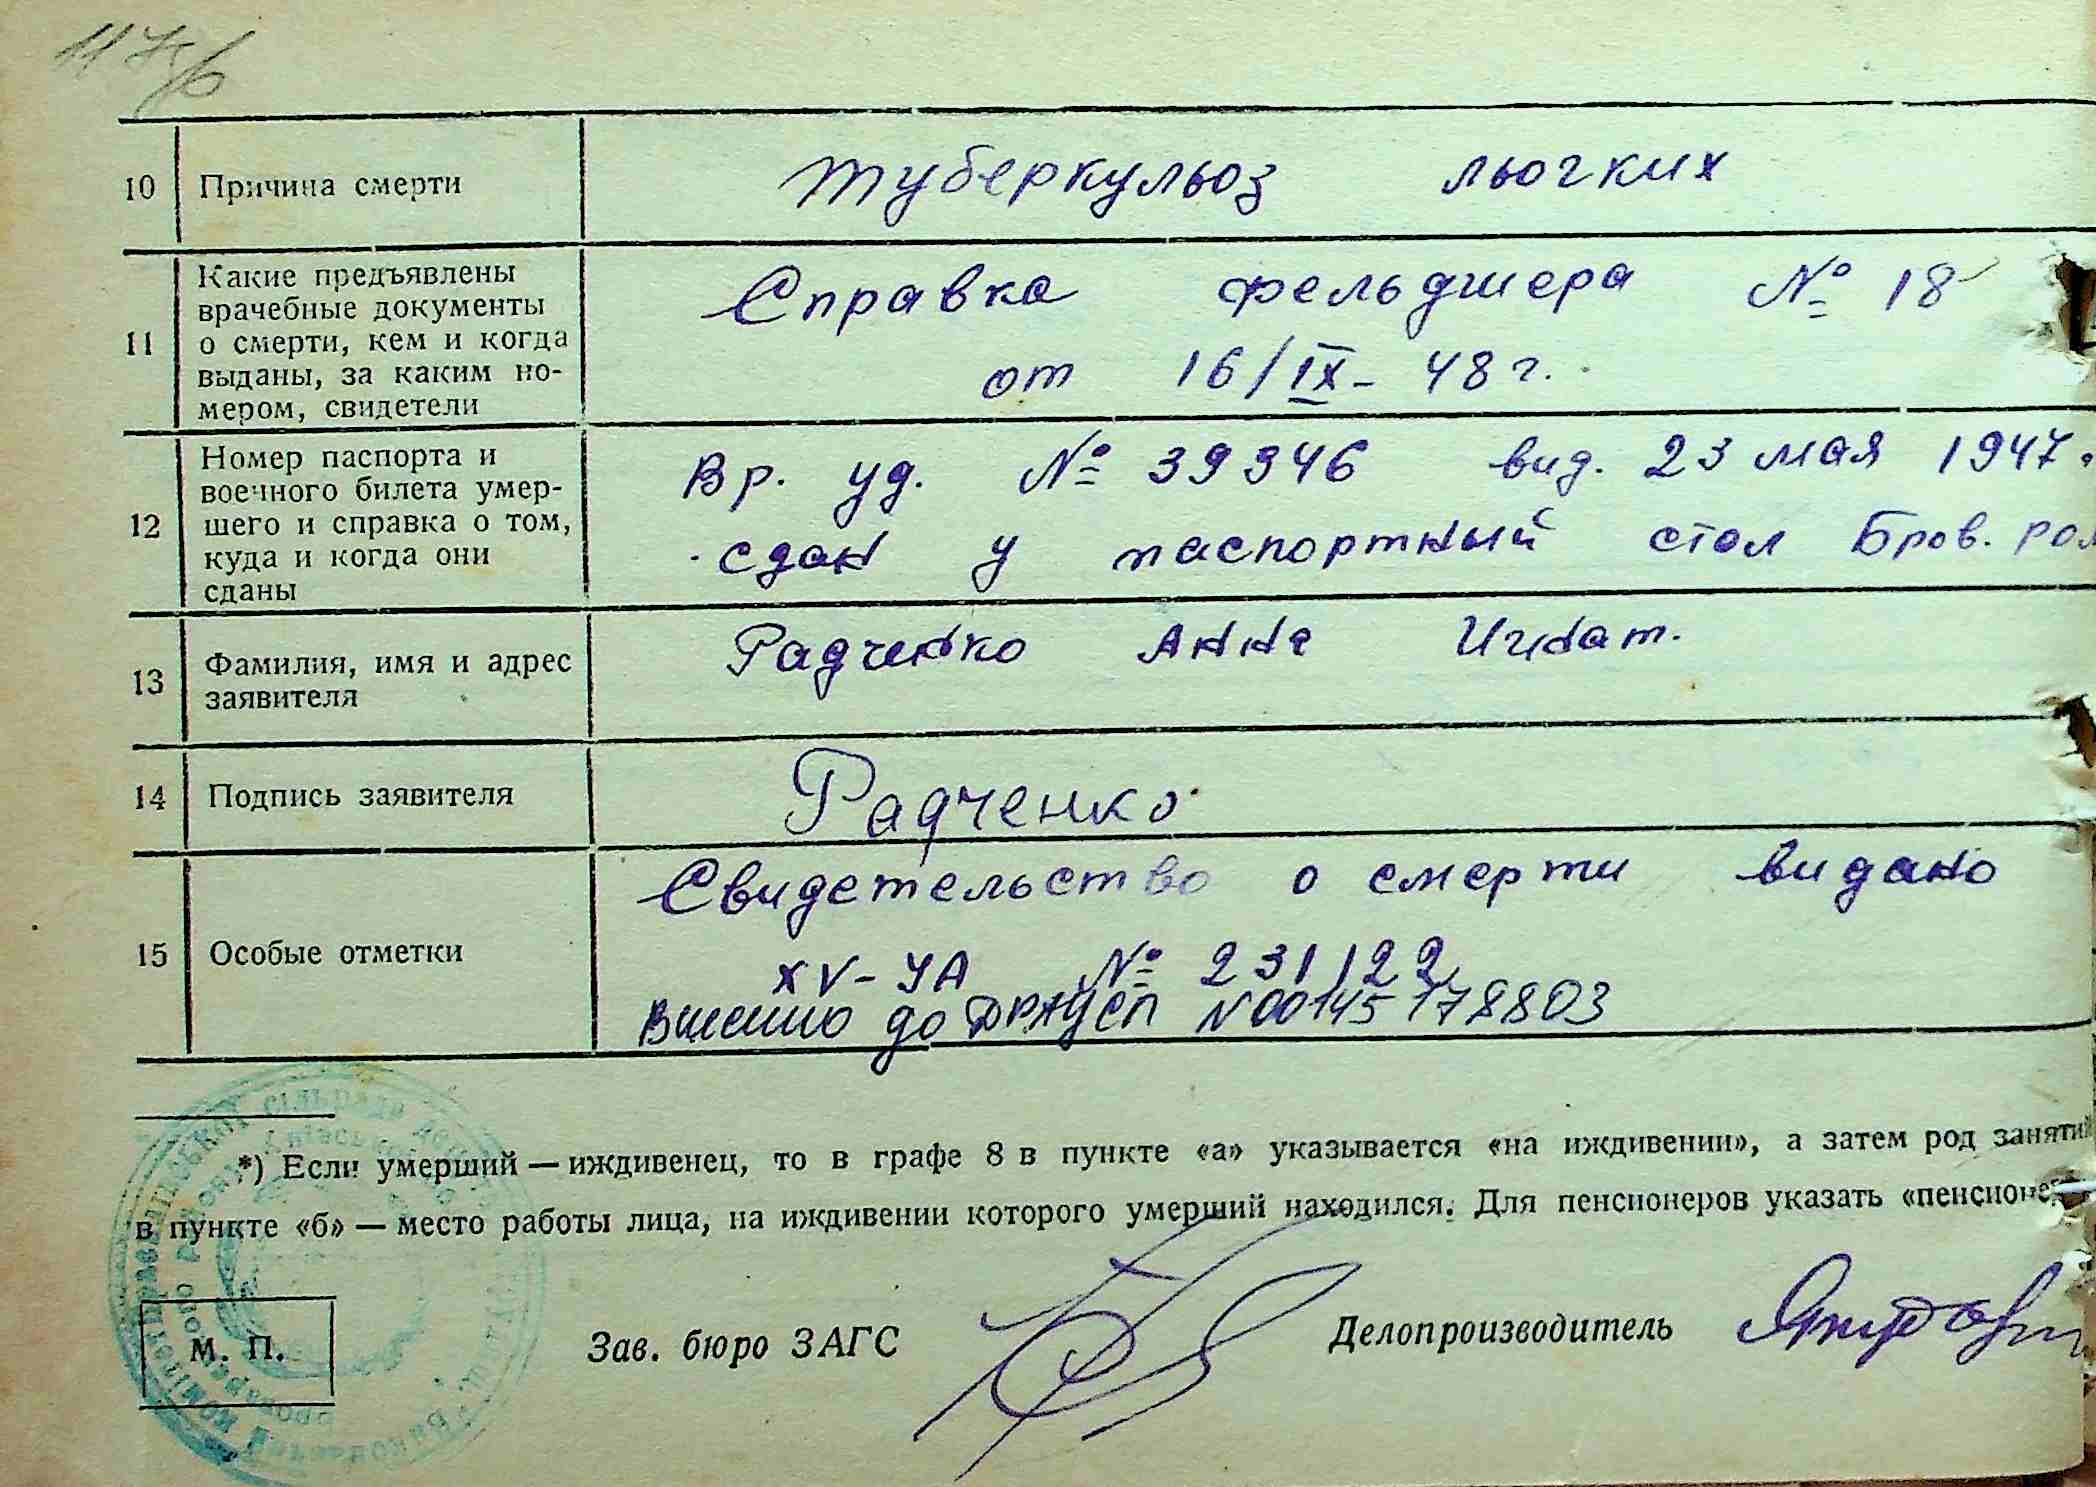 117
10 Причина смерти туберкульоз льогких
11 Какие предъявлены
врачебные документы
о смерти, кем и когда
выданы, за каким но-
мером, свидетели
Справка фельдшера № 18
от 16/IX- 48 г.
12 Номер паспорта и
военного билета умер-
шего и справка о том,
куда и когда они
сданы
Вр. уд. № 39946 вид. 23 мая 1947.
сдан у паспортный стол Бров.
13 Фамилия, имя и адрес
заявителя
Радченко Анна Игнат.
14 Подпись заявителя Радченко
15 Особые отметки
Свидетельство о смерти видано
XV-УА № 231122
Внесено до ДРАЦСП N00145178803
*) Если умерший — иждивенец, то в графе 8 в пункте «а» указывается «на иждивении», а затем род
в пункте «б» — место работы лица, на иждивении которого умерший находился. Для пенсионеров указать
М. П. Зав. бюро ЗАГС Делопроизводитель